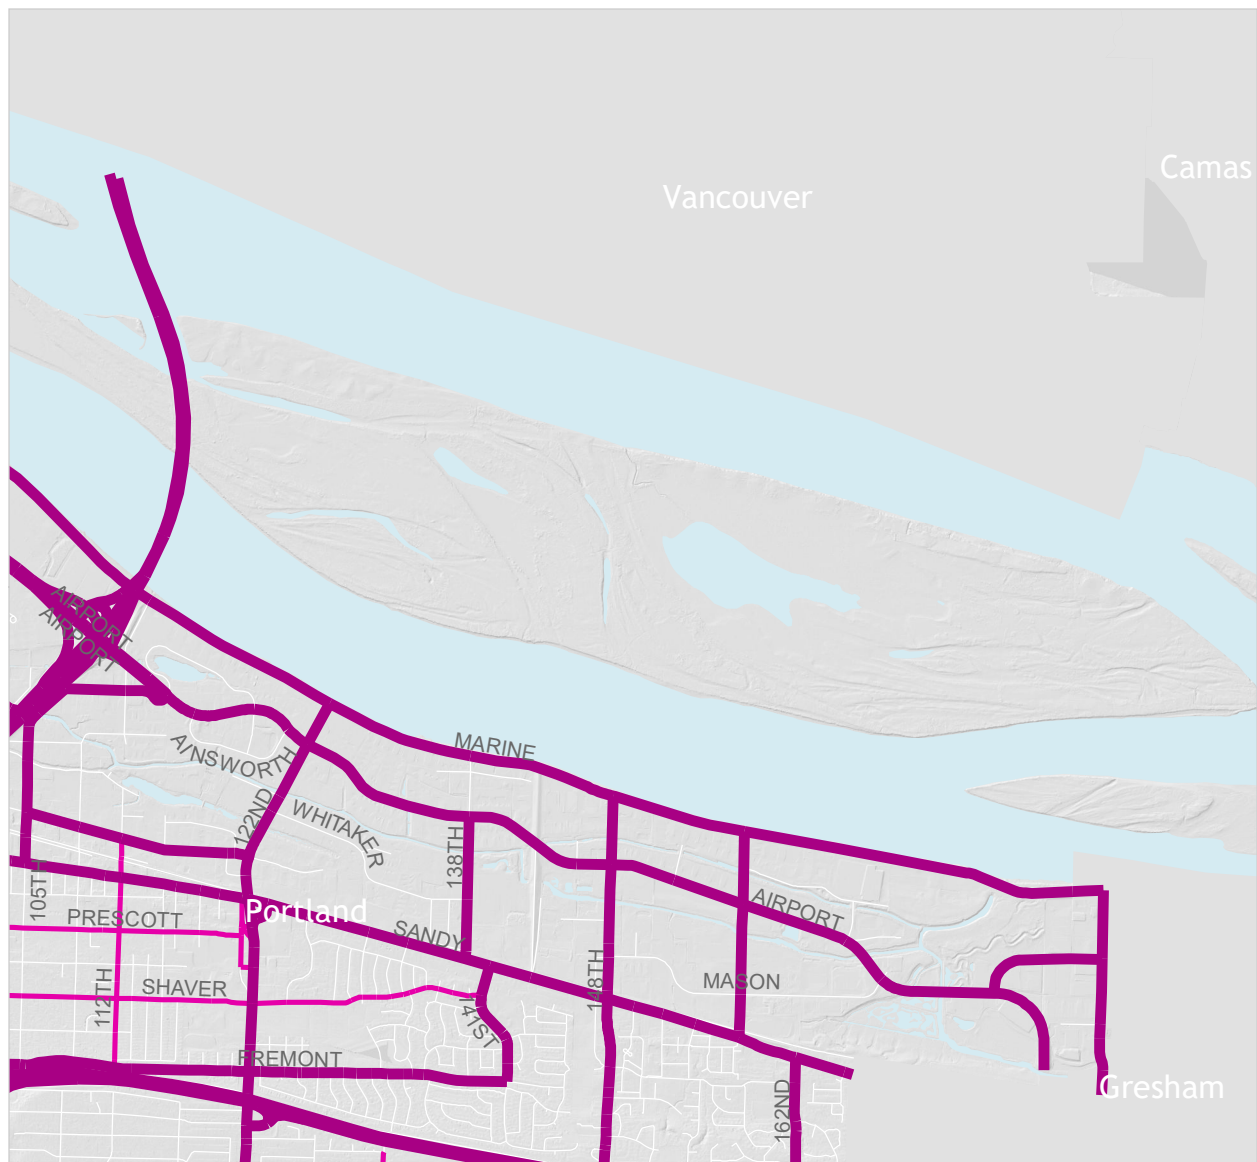 Camas
Vancouver
AIRPORT
AIRPORT
MARINE
AINSWORTH
122ND
WHITAKER
138TH
105TH
AIRPORT
Portland
PRESCOTT
SANDY
148TH
MASON
112TH
SHAVER
141ST
FREMONT
Gresham
162ND